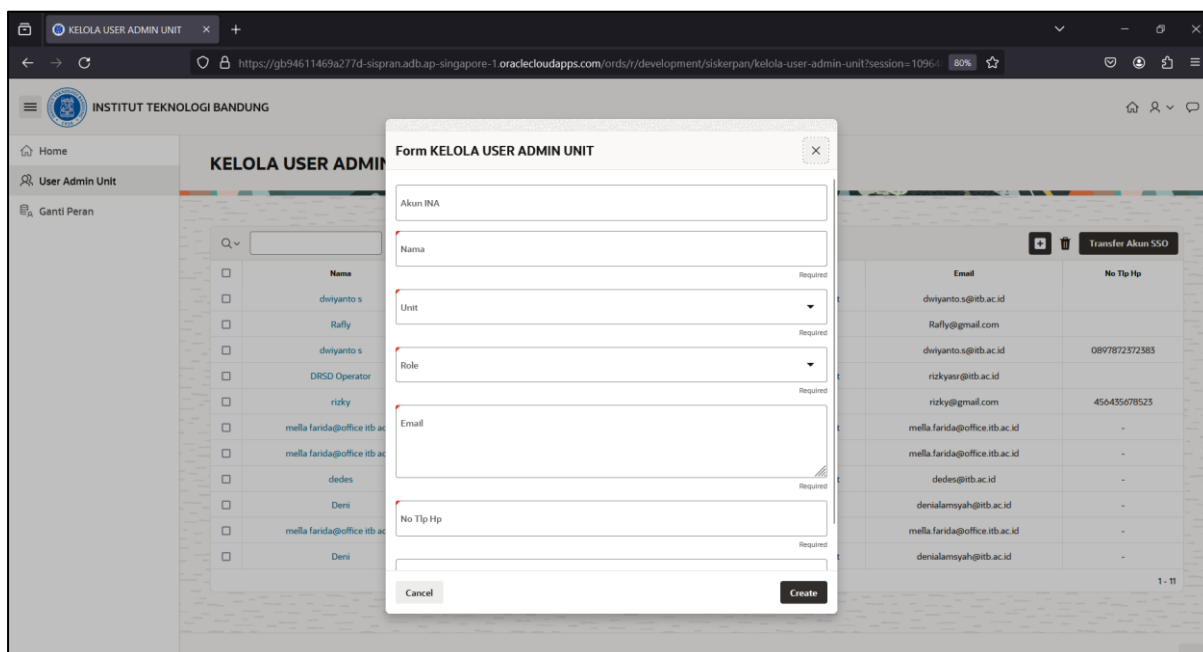 KELOLA USER ADMIN UNIT
https://gb94611469a277d-sispran.adb.ap-singapore-1.oraclecloudapps.com/ords/r/development/siskerpan/kelola-user-admin-unit?session=10964 80%
INSTITUT TEKNOLOGI BANDUNG
Home
User Admin Unit
Ganti Peran
KELOLA USER ADMIN
Form KELOLA USER ADMIN UNIT
Akun INA
Nama
Required
Unit
Required
Role
Required
Email
Required
No Tlp Hp
Required
Cancel Create
Transfer Akun SSO
Nama Email No Tlp Hp
dwiyanto s dwiyanto.s@itb.ac.id
Rafly Rafly@gmail.com
dwiyanto s dwiyanto.s@itb.ac.id 0897872372383
DRSD Operator rizkyasr@itb.ac.id
rizky rizky@gmail.com 456435678523
mella farida@office itb ac mella.farida@office.itb.ac.id -
mella farida@office itb ac mella.farida@office.itb.ac.id -
dedes dedes@itb.ac.id -
Deni denialamsyah@itb.ac.id -
mella farida@office itb ac mella.farida@office.itb.ac.id -
Deni denialamsyah@itb.ac.id -
1 - 11